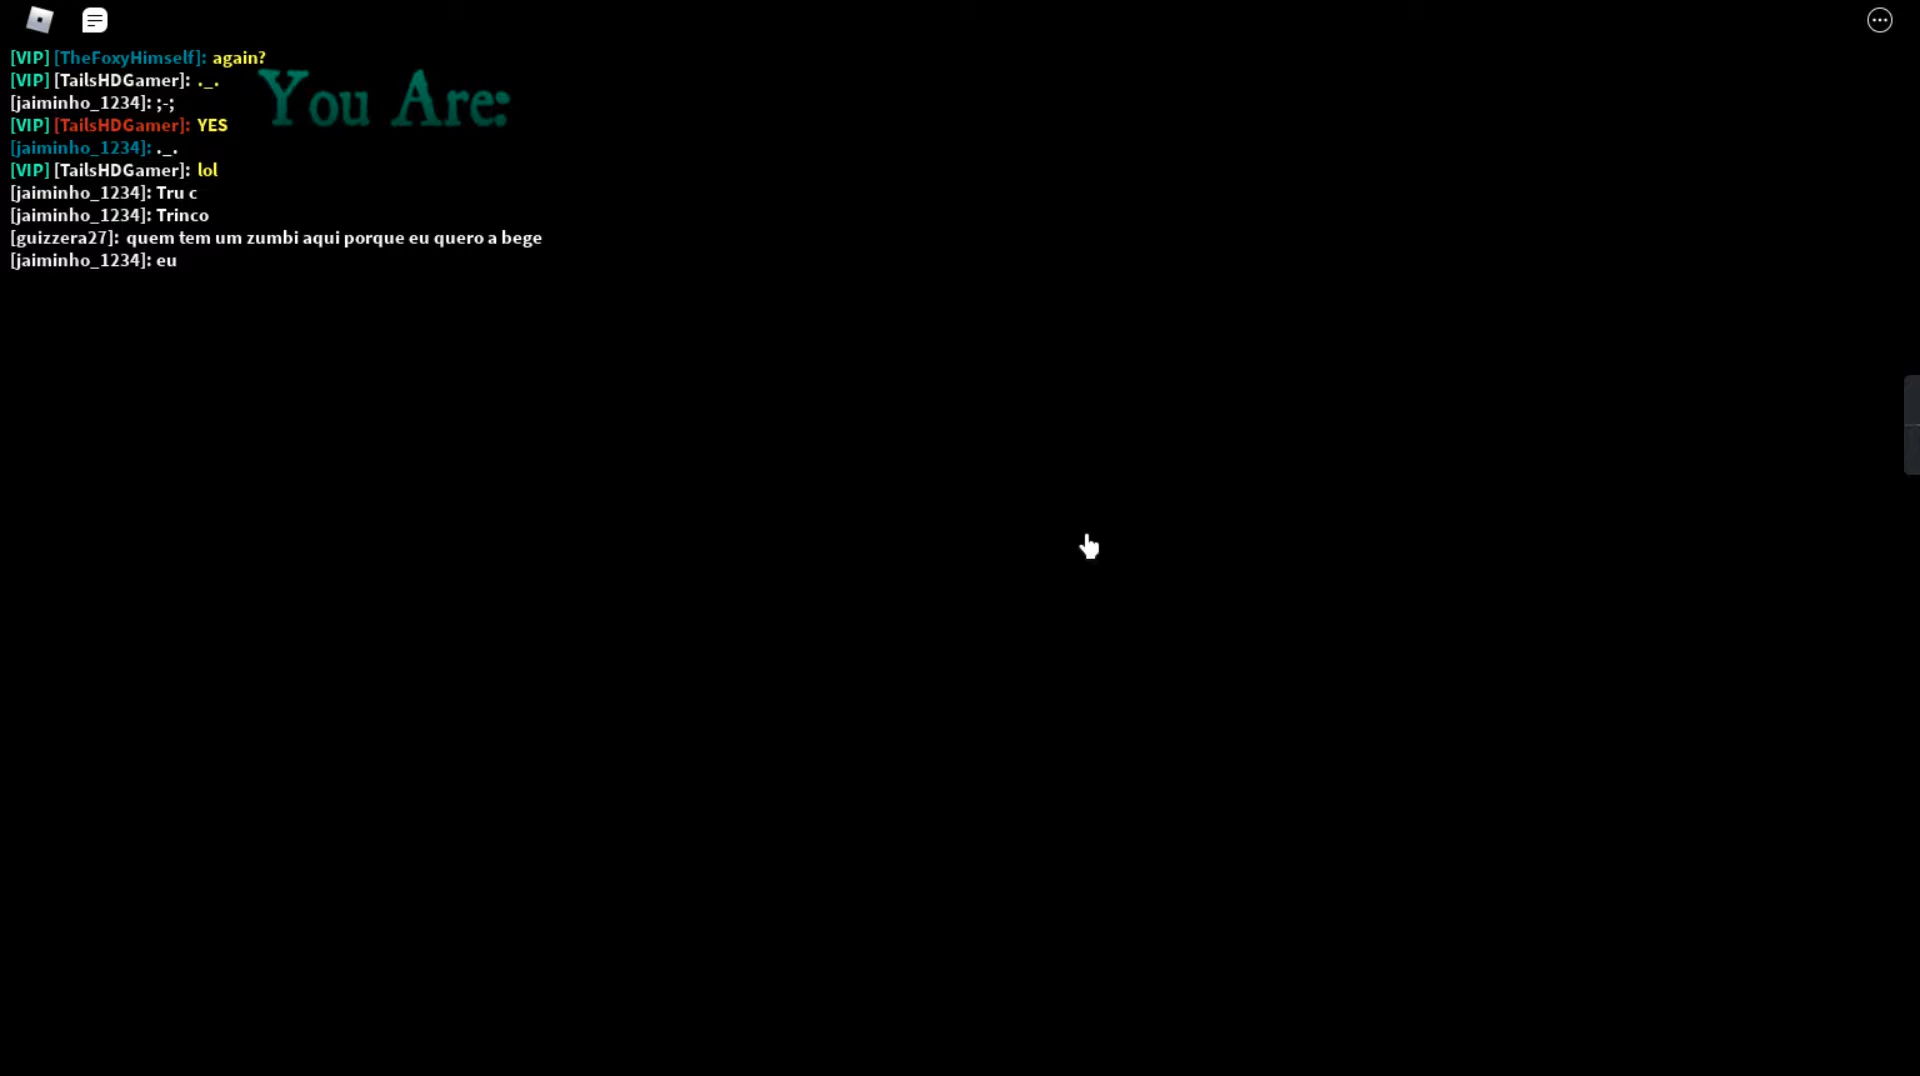 [VIP] [TheFoxyHimself]: again?
[VIP] [TailsHDGamer]: ._.
You Are:
[jaiminho_1234]: ;-;
[VIP] [TailsHDGamer]: YES
[jaiminho_1234]: ._.
[VIP] [TailsHDGamer]: lol
[jaiminho_1234]: Tru c
[jaiminho_1234]: Trinco
[guizzera27]: quem tem um zumbi aqui porque eu quero a bege
[jaiminho_1234]: eu